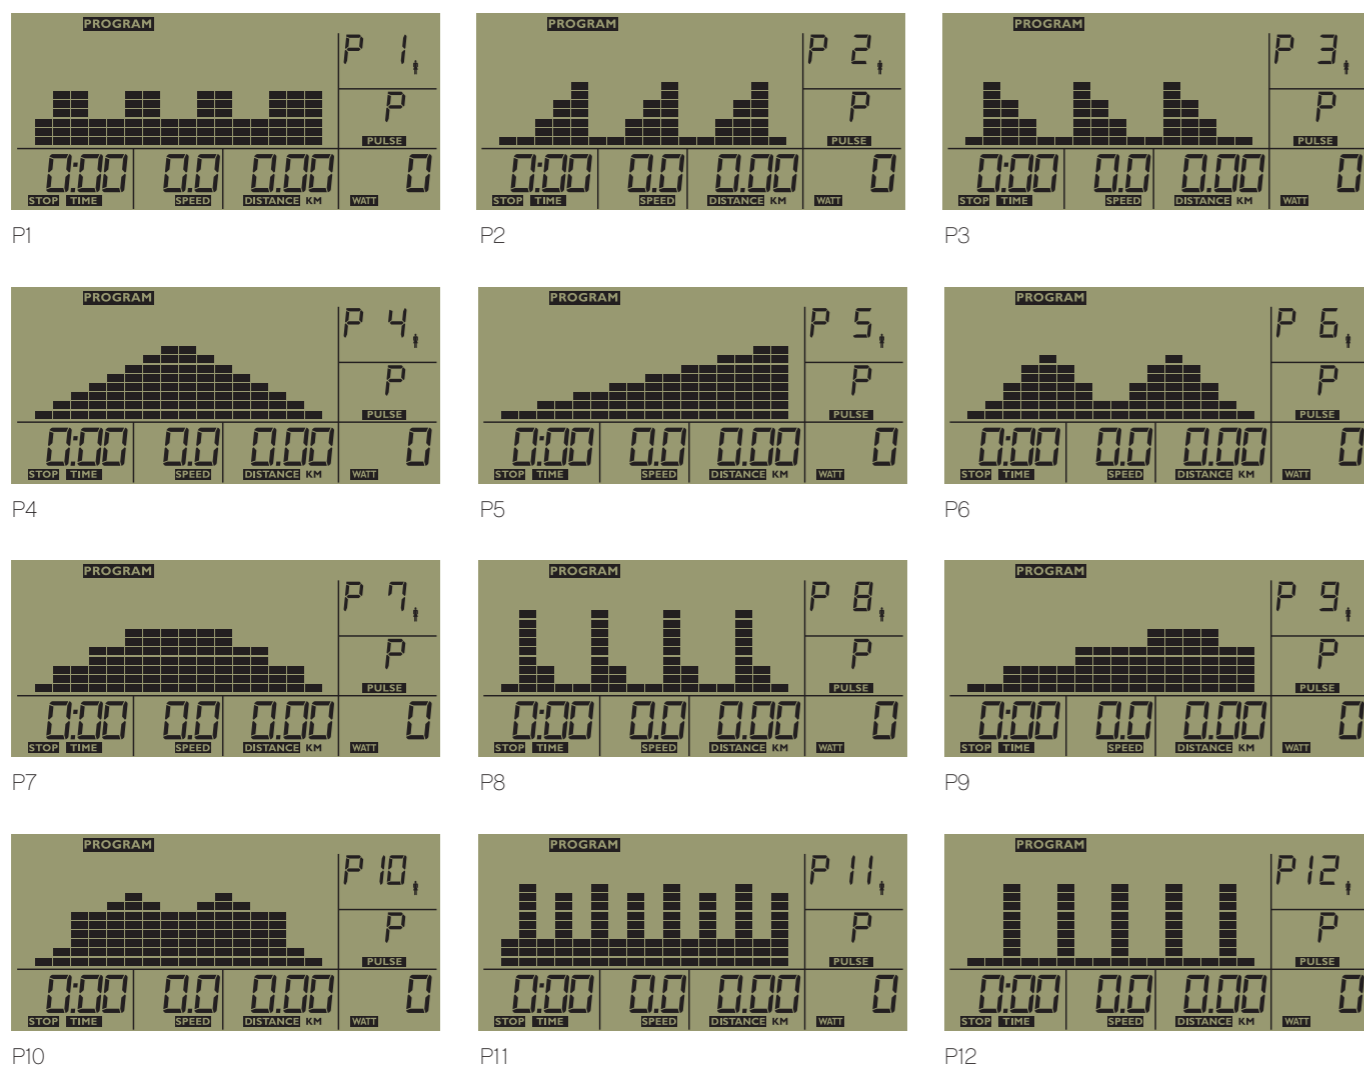 PROGRAM
P 1
P
PULSE
0:00 0.0 0.00 0
STOP TIME SPEED DISTANCE KM WATT
P1
PROGRAM
P 2
P
PULSE
0:00 0.0 0.00 0
STOP TIME SPEED DISTANCE KM WATT
P2
PROGRAM
P 3
P
PULSE
0:00 0.0 0.00 0
STOP TIME SPEED DISTANCE KM WATT
P3
PROGRAM
P 4
P
PULSE
0:00 0.0 0.00 0
STOP TIME SPEED DISTANCE KM WATT
P4
PROGRAM
P 5
P
PULSE
0:00 0.0 0.00 0
STOP TIME SPEED DISTANCE KM WATT
P5
PROGRAM
P 6
P
PULSE
0:00 0.0 0.00 0
STOP TIME SPEED DISTANCE KM WATT
P6
PROGRAM
P 7
P
PULSE
0:00 0.0 0.00 0
STOP TIME SPEED DISTANCE KM WATT
P7
PROGRAM
P 8
P
PULSE
0:00 0.0 0.00 0
STOP TIME SPEED DISTANCE KM WATT
P8
PROGRAM
P 9
P
PULSE
0:00 0.0 0.00 0
STOP TIME SPEED DISTANCE KM WATT
P9
PROGRAM
P10
P
PULSE
0:00 0.0 0.00 0
STOP TIME SPEED DISTANCE KM WATT
P10
PROGRAM
P 11
P
PULSE
0:00 0.0 0.00 0
STOP TIME SPEED DISTANCE KM WATT
P11
PROGRAM
P12
P
PULSE
0:00 0.0 0.00 0
STOP TIME SPEED DISTANCE KM WATT
P12